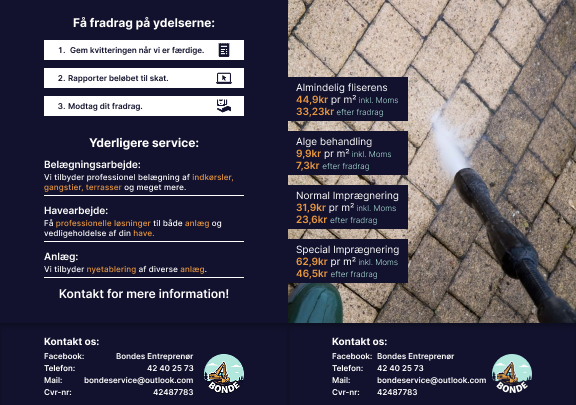 Få fradrag på ydelserne:
1. Gem kvitteringen når vi er færdige.
2. Rapporter beløbet til skat.
3. Modtag dit fradrag.
Yderligere service:
Belægningsarbejde:
Vi tilbyder professionel belægning af indkørsler,
gangstier, terrasser og meget mere.
Havearbejde:
Få professionelle løsninger til både anlæg og
vedligeholdelse af din have.
Anlæg:
Vi tilbyder nyetablering af diverse anlæg.
Kontakt for mere information!
Kontakt os:
Facebook: Bondes Entreprenør
Telefon: 42 40 25 73
Mail: bondeservice@outlook.com
Cvr-nr: 42487783
BONDE
Almindelig fliserens
44,9kr pr m² inkl. Moms
33,23kr efter fradrag
Alge behandling
9,9kr pr m² inkl. Moms
7,3kr efter fradrag
Normal Imprægnering
31,9kr pr m² inkl. Moms
23,6kr efter fradrag
Special Imprægnering
62,9kr pr m² inkl. Moms
46,5kr efter fradrag
Kontakt os:
Facebook: Bondes Entreprenør
Telefon: 42 40 25 73
Mail: bondeservice@outlook.com
Cvr-nr: 42487783
BONDE